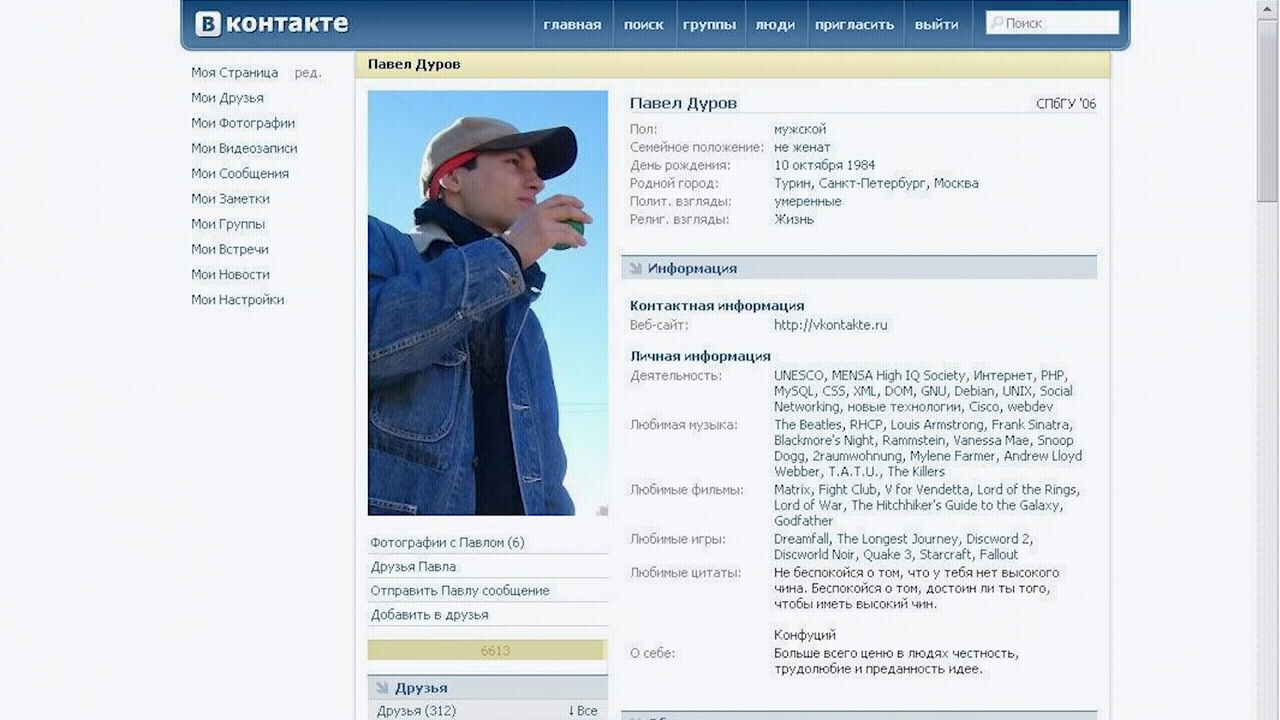 В контакте
главная поиск группы люди пригласить выйти Поиск
Моя Страница ред.
Мои Друзья
Мои Фотографии
Мои Видеозаписи
Мои Сообщения
Мои Заметки
Мои Группы
Мои Встречи
Мои Новости
Мои Настройки
Павел Дуров
Фотографии с Павлом (6)
Друзья Павла
Отправить Павлу сообщение
Добавить в друзья
6613
Друзья
Друзья (312) ↓Все
Павел Дуров СПбГУ '06
Пол: мужской
Семейное положение: не женат
День рождения: 10 октября 1984
Родной город: Турин, Санкт-Петербург, Москва
Полит. взгляды: умеренные
Религ. взгляды: Жизнь
Информация
Контактная информация
Веб-сайт: http://vkontakte.ru
Личная информация
Деятельность: UNESCO, MENSA High IQ Society, Интернет, PHP,
MySQL, CSS, XML, DOM, GNU, Debian, UNIX, Social
Networking, новые технологии, Cisco, webdev
Любимая музыка: The Beatles, RHCP, Louis Armstrong, Frank Sinatra,
Blackmore's Night, Rammstein, Vanessa Mae, Snoop
Dogg, 2raumwohnung, Mylene Farmer, Andrew Lloyd
Webber, T.A.T.U., The Killers
Любимые фильмы: Matrix, Fight Club, V for Vendetta, Lord of the Rings,
Lord of War, The Hitchhiker's Guide to the Galaxy,
Godfather
Любимые игры: Dreamfall, The Longest Journey, Discword 2,
Discworld Noir, Quake 3, Starcraft, Fallout
Любимые цитаты: Не беспокойся о том, что у тебя нет высокого
чина. Беспокойся о том, достоин ли ты того,
чтобы иметь высокий чин.
Конфуций
О себе: Больше всего ценю в людях честность,
трудолюбие и преданность идее.